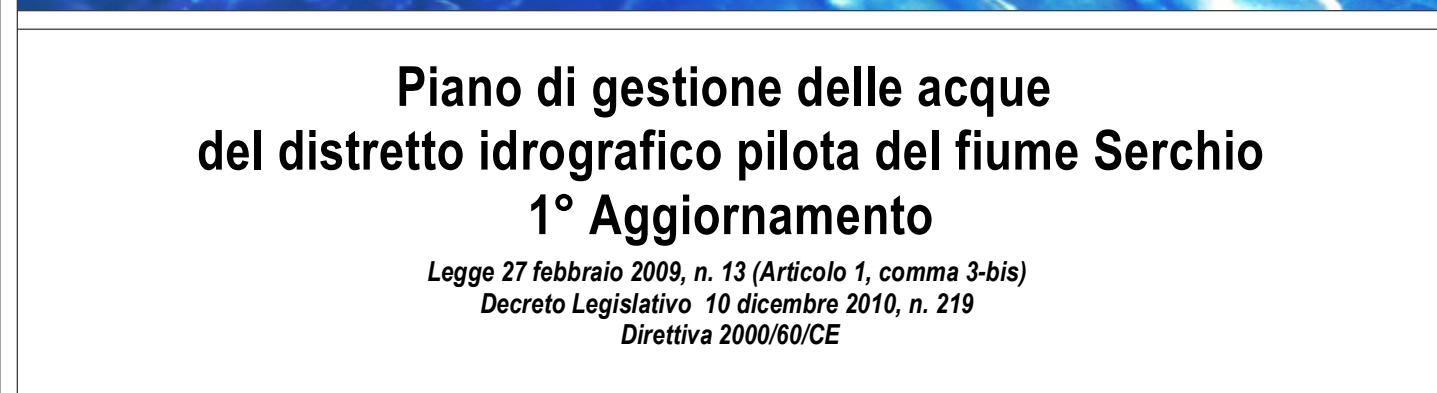 Piano di gestione delle acque
del distretto idrografico pilota del fiume Serchio
1° Aggiornamento
Legge 27 febbraio 2009, n. 13 (Articolo 1, comma 3-bis)
Decreto Legislativo 10 dicembre 2010, n. 219
Direttiva 2000/60/CE